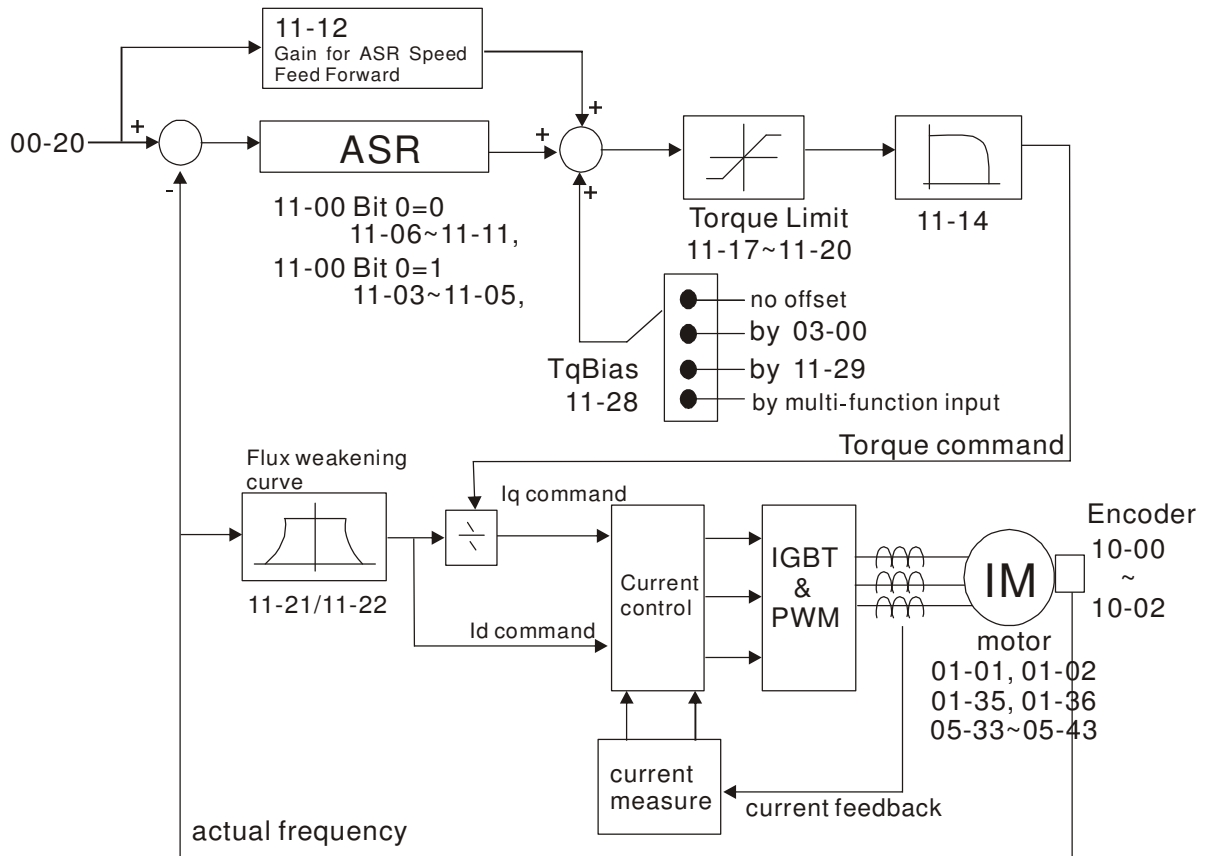 11-12
Gain for ASR Speed
Feed Forward
00-20
+
-
ASR
+
+
+
11-00 Bit 0=0
11-06~11-11,
11-00 Bit 0=1
11-03~11-05,
Torque Limit
11-17~11-20
11-14
TqBias
11-28
no offset
by 03-00
by 11-29
by multi-function input
Torque command
Flux weakening
curve
11-21/11-22
Iq command
Id command
Current
control
IGBT
&
PWM
IM
motor
01-01, 01-02
01-35, 01-36
05-33~05-43
Encoder
10-00
~
10-02
current
measure
current feedback
actual frequency